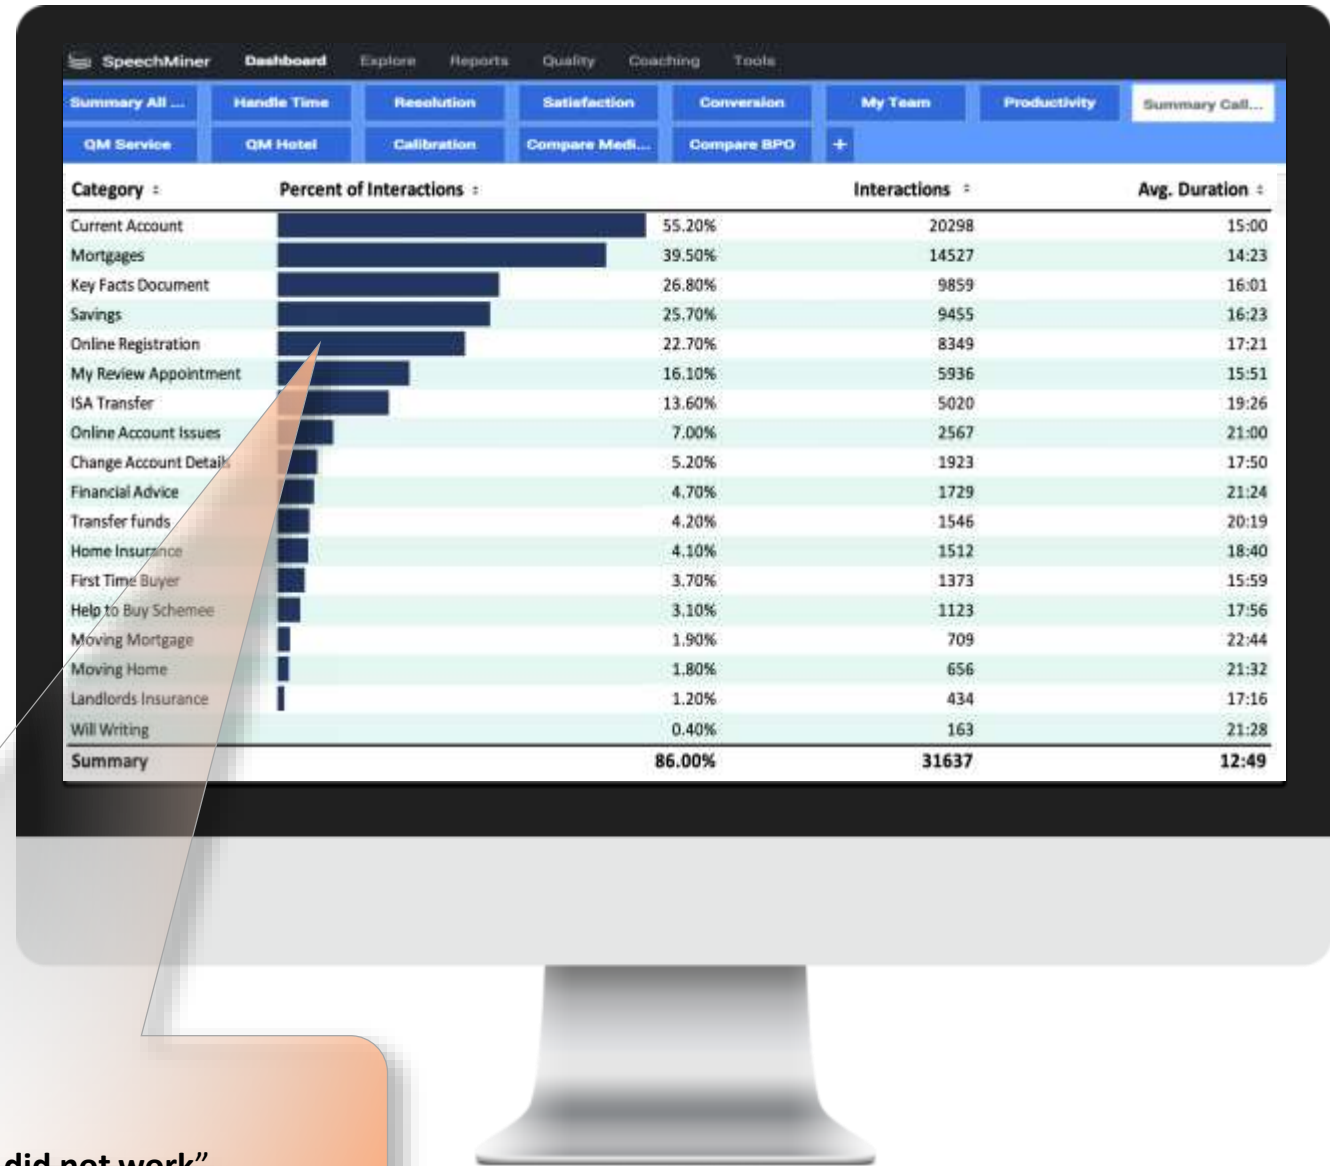 SpeechMiner Dashboard Explore Reports Quality Coaching Tools
Summary All ... Handle Time Resolution Satisfaction Conversion My Team Productivity Summary Call...
QM Service QM Hotel Calibration Compare Medi... Compare BPO +
Category Percent of Interactions Interactions Avg. Duration
Current Account 55.20% 20298 15:00
Mortgages 39.50% 14527 14:23
Key Facts Document 26.80% 9859 16:01
Savings 25.70% 9455 16:23
Online Registration 22.70% 8349 17:21
My Review Appointment 16.10% 5936 15:51
ISA Transfer 13.60% 5020 19:26
Online Account Issues 7.00% 2567 21:00
Change Account Details 5.20% 1923 17:50
Financial Advice 4.70% 1729 21:24
Transfer funds 4.20% 1546 20:19
Home Insurance 4.10% 1512 18:40
First Time Buyer 3.70% 1373 15:59
Help to Buy Schemee 3.10% 1123 17:56
Moving Mortgage 1.90% 709 22:44
Moving Home 1.80% 656 21:32
Landlords Insurance 1.20% 434 17:16
Will Writing 0.40% 163 21:28
Summary 86.00% 31637 12:49
did not work”